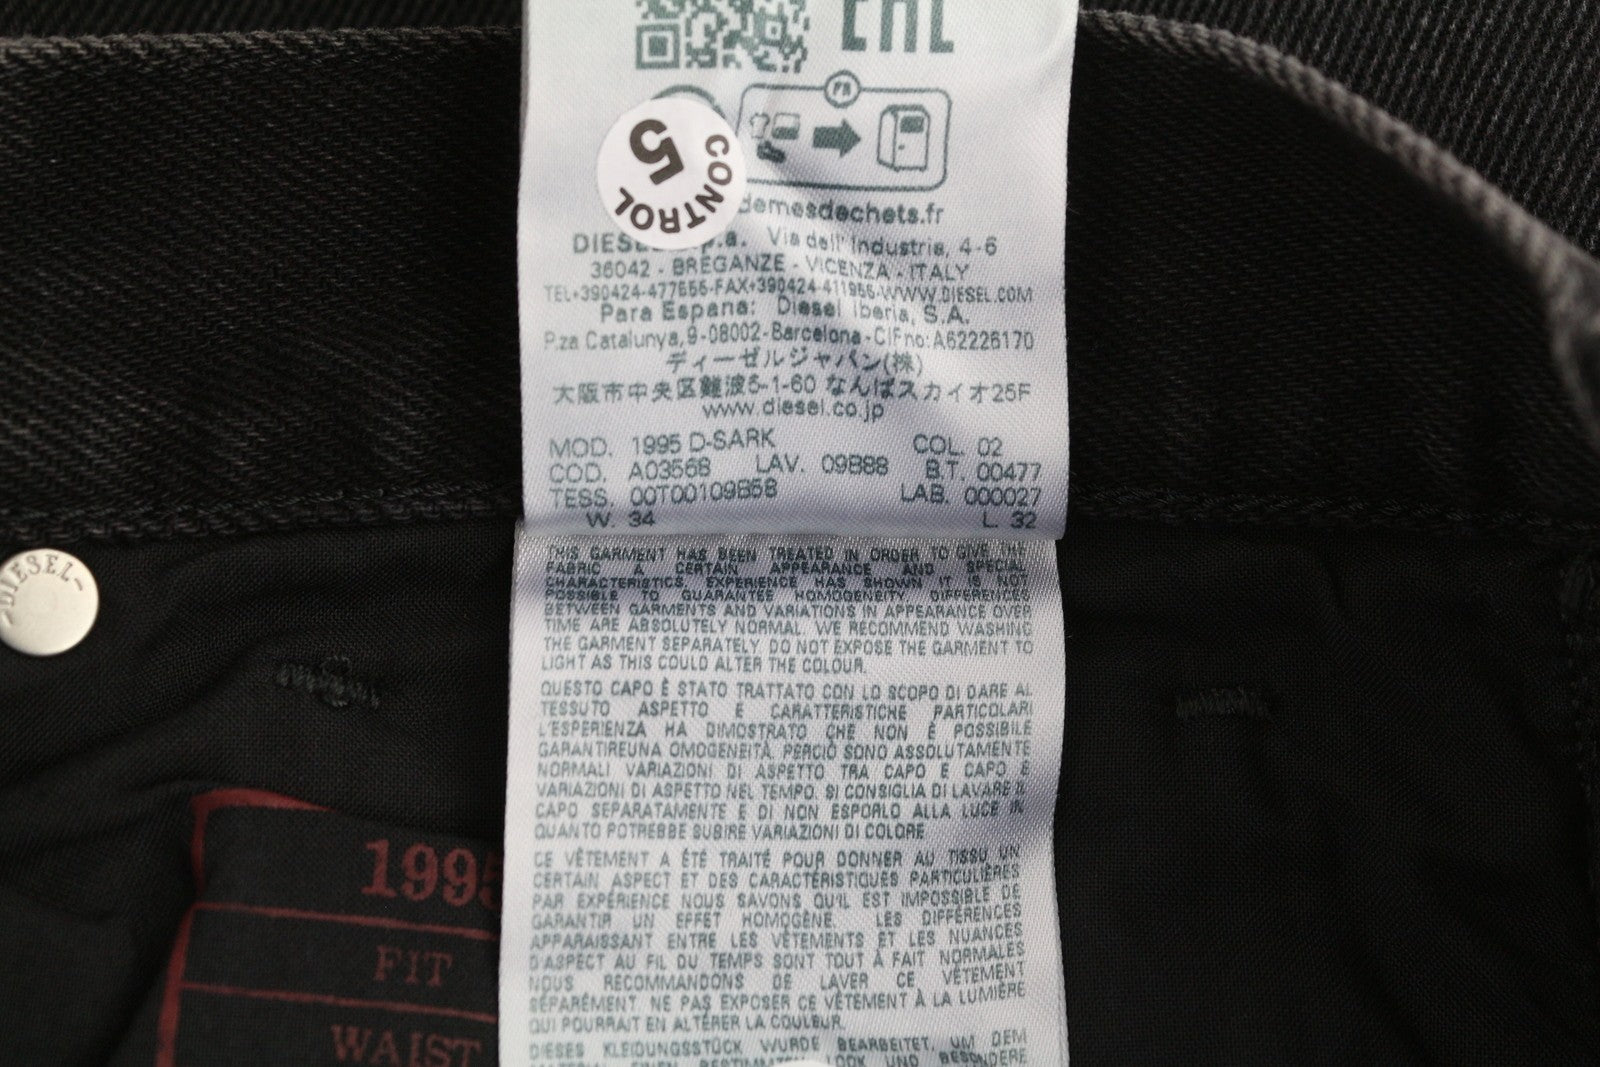 EAC
FR
CONTROL
5
demesdechets.fr
DIESEL S.p.a. Via dell'Industria, 4-6
36042 - BREGANZE - VICENZA - ITALY
TEL+390424-477555-FAX+390424-411955-WWW.DIESEL.COM
Para Espana: Diesel Iberia, S.A.
P.za Catalunya,9-08002-Barcelona-CIFno:A62226170
ディーゼルジャパン(株)
大阪市中央区難波5-1-60 なんばスカイオ25F
www.diesel.co.jp
MOD. 1995 D-SARK COL. 02
COD. A03568 LAV. 09B88 B.T. 00477
TESS. 00T00109B58 LAB. 000027
W. 34 L. 32
THIS GARMENT HAS BEEN TREATED IN ORDER TO GIVE THE
FABRIC A CERTAIN APPEARANCE AND SPECIAL
CHARACTERISTICS. EXPERIENCE HAS SHOWN IT IS NOT
POSSIBLE TO GUARANTEE HOMOGENEITY. DIFFERENCES
BETWEEN GARMENTS AND VARIATIONS IN APPEARANCE OVER
TIME ARE ABSOLUTELY NORMAL. WE RECOMMEND WASHING
THE GARMENT SEPARATELY. DO NOT EXPOSE THE GARMENT TO
LIGHT AS THIS COULD ALTER THE COLOUR.
QUESTO CAPO È STATO TRATTATO CON LO SCOPO DI DARE AL
TESSUTO ASPETTO E CARATTERISTICHE PARTICOLARI
L'ESPERIENZA HA DIMOSTRATO CHE NON È POSSIBILE
GARANTIREUNA OMOGENEITÀ. PERCIÒ SONO ASSOLUTAMENTE
NORMALI VARIAZIONI DI ASPETTO TRA CAPO E CAPO E
VARIAZIONI DI ASPETTO NEL TEMPO. SI CONSIGLIA DI LAVARE IL
CAPO SEPARATAMENTE E DI NON ESPORLO ALLA LUCE IN
QUANTO POTREBBE SUBIRE VARIAZIONI DI COLORE
CE VÊTEMENT A ÉTÉ TRAITÉ POUR DONNER AU TISSU UN
CERTAIN ASPECT ET DES CARACTÉRISTIQUES PARTICULIÈRES
PAR EXPÉRIENCE NOUS SAVONS QU'IL EST IMPOSSIBLE DE
GARANTIR UN EFFET HOMOGÈNE. LES DIFFÉRENCES
APPARAISSANT ENTRE LES VÊTEMENTS ET LES NUANCES
D'ASPECT AU FIL DU TEMPS SONT TOUT À FAIT NORMALES
NOUS RECOMMANDONS DE LAVER CE VÊTEMENT
SÉPARÉMENT NE PAS EXPOSER CE VÊTEMENT À LA LUMIÈRE
QUI POURRAIT EN ALTÉRER LA COULEUR.
DIESES KLEIDUNGSSTÜCK WURDE BEARBEITET, UM DEM
MATERIAL EINEN BESTIMMTEN LOOK UND BESONDERE
DIESEL
1995
FIT
WAIST